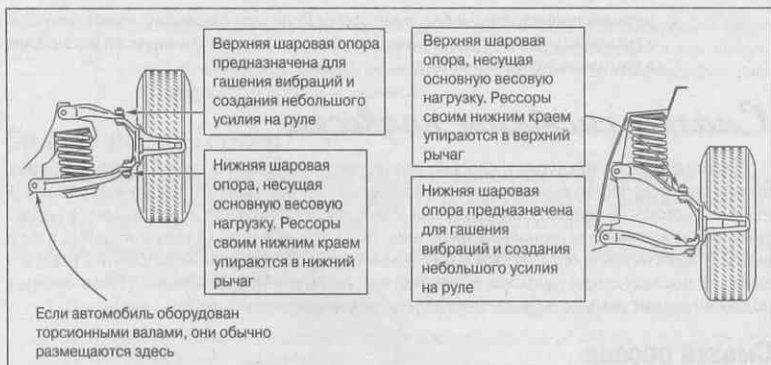 Верхняя шаровая опора
предназначена для
гашения вибраций и
создания небольшого
усилия на руле
Нижняя шаровая
опора, несущая
основную весовую
нагрузку. Рессоры
своим нижним краем
упираются в нижний
рычаг
Если автомобиль оборудован
торсионными валами, они обычно
размещаются здесь
Верхняя шаровая
опора, несущая
основную весовую
нагрузку. Рессоры
своим нижним краем
упираются в верхний
рычаг
Нижняя шаровая
опора предназначена
для гашения
вибраций и создания
небольшого усилия
на руле